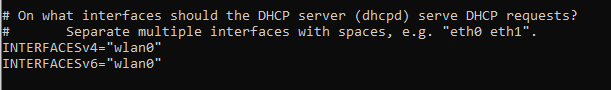 # On what interfaces should the DHCP server (dhcpd) serve DHCP requests?
#       Separate multiple interfaces with spaces, e.g. "eth0 eth1".
INTERFACESv4="wlan0"
INTERFACESv6="wlan0"